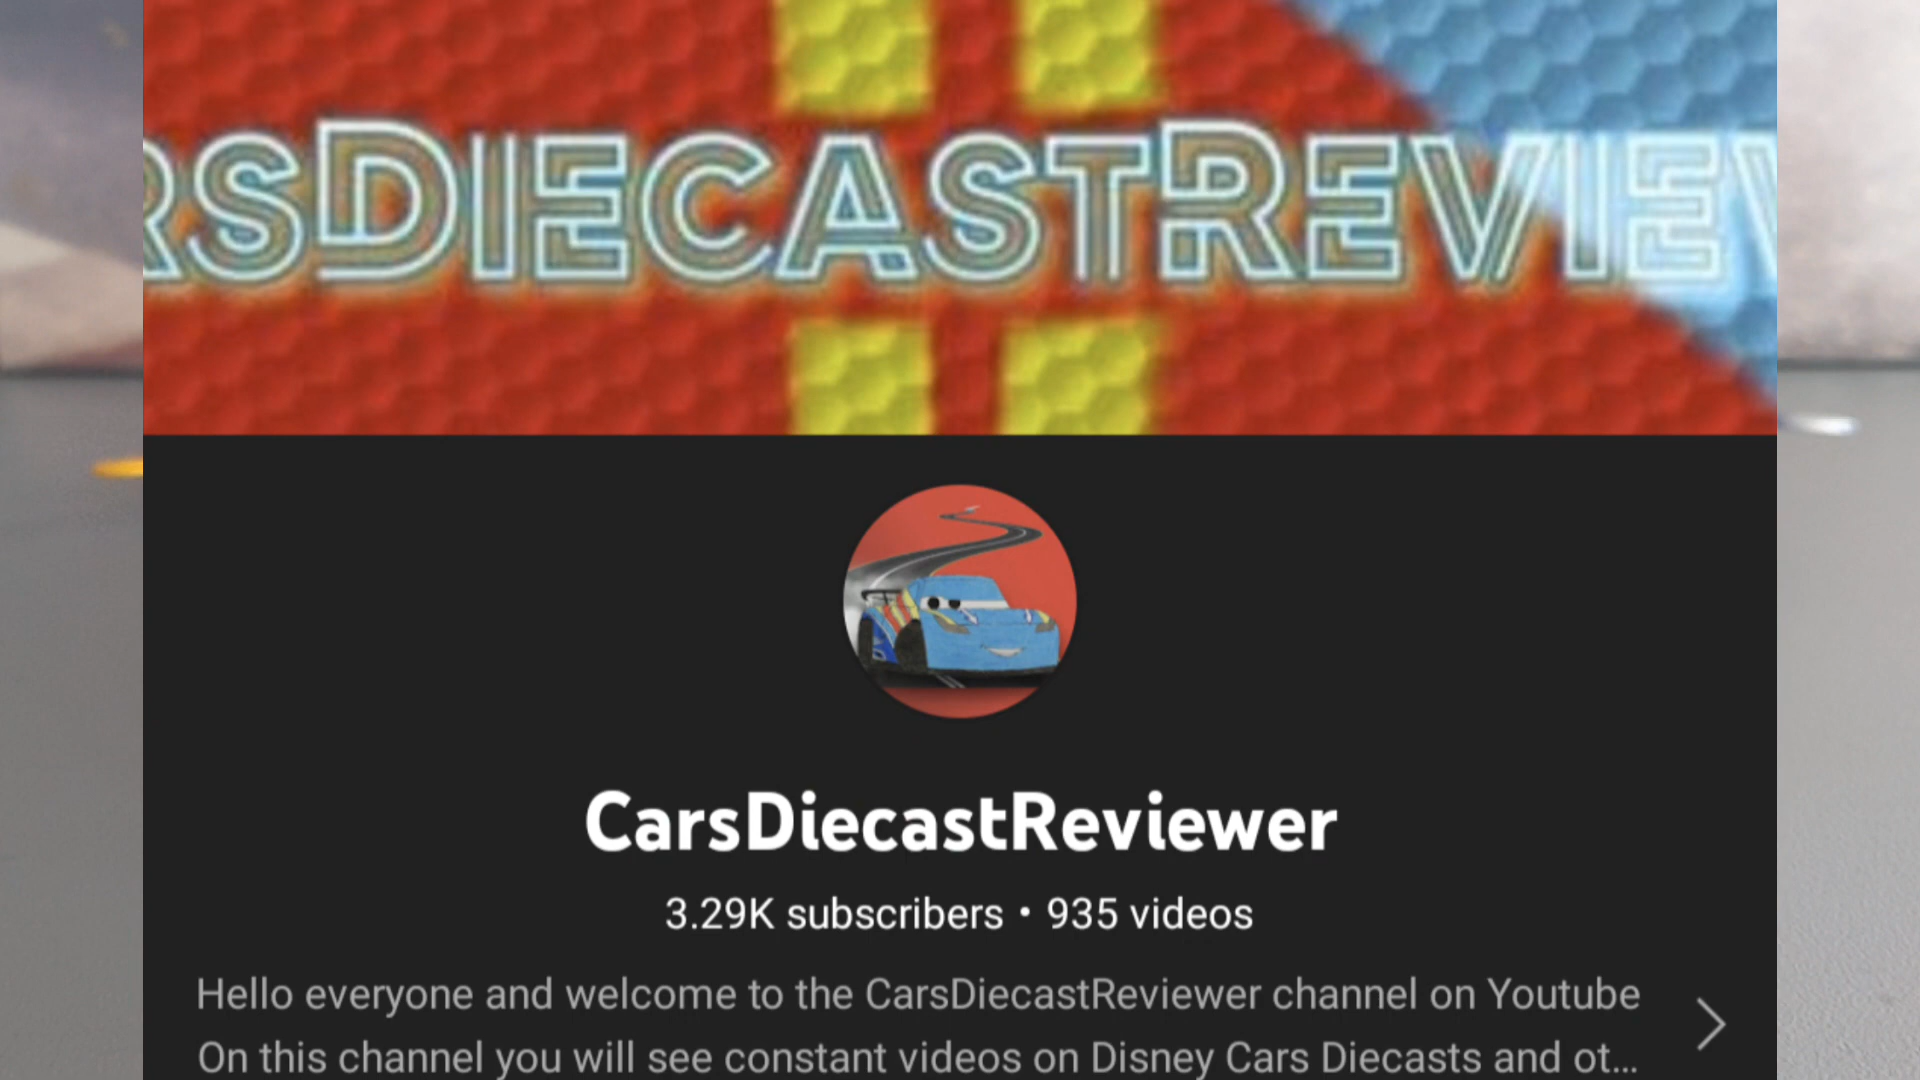 RSDIECASTREVIEW
CarsDiecastReviewer
3.29K subscribers • 935 videos
Hello everyone and welcome to the CarsDiecastReviewer channel on Youtube
On this channel you will see constant videos on Disney Cars Diecasts and ot...